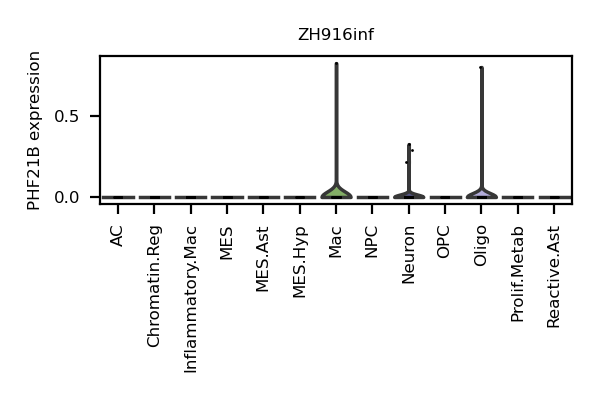 ZH916inf
PHF21B expression
0.5
0.0
AC
Chromatin.Reg
Inflammatory.Mac
MES
MES.Ast
MES.Hyp
Mac
NPC
Neuron
OPC
Oligo
Prolif.Metab
Reactive.Ast